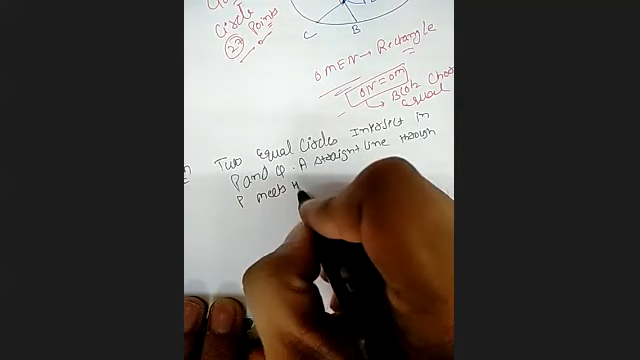 Circle Points
27
C
B
OMEN → Rectangle
ON = OM
→ Both
equal
Two Equal Circles Intersect in
P and Q. A straight line through
P meets